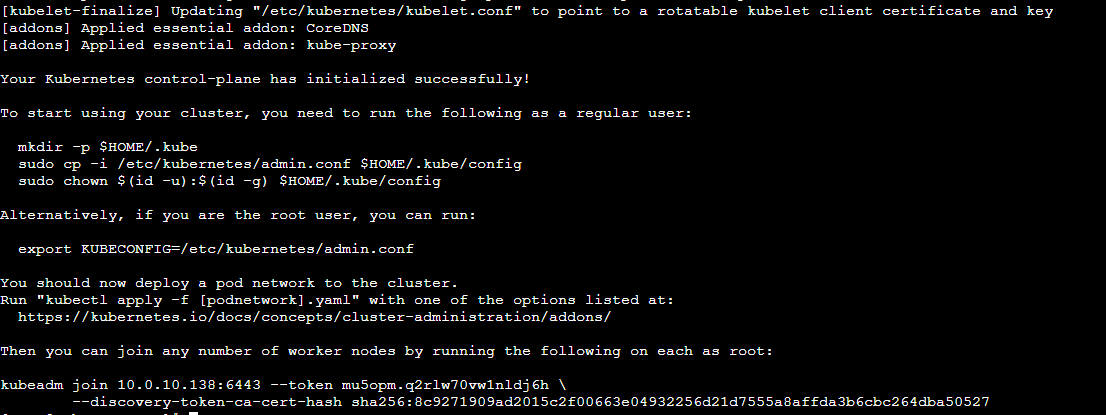 [kubelet-finalize] Updating "/etc/kubernetes/kubelet.conf" to point to a rotatable kubelet client certificate and key
[addons] Applied essential addon: CoreDNS
[addons] Applied essential addon: kube-proxy
Your Kubernetes control-plane has initialized successfully!
To start using your cluster, you need to run the following as a regular user:
mkdir -p $HOME/.kube
sudo cp -i /etc/kubernetes/admin.conf $HOME/.kube/config
sudo chown $(id -u):$(id -g) $HOME/.kube/config
Alternatively, if you are the root user, you can run:
export KUBECONFIG=/etc/kubernetes/admin.conf
You should now deploy a pod network to the cluster.
Run "kubectl apply -f [podnetwork].yaml" with one of the options listed at:
https://kubernetes.io/docs/concepts/cluster-administration/addons/
Then you can join any number of worker nodes by running the following on each as root:
kubeadm join 10.0.10.138:6443 --token mu5opm.q2rlw70vw1nldj6h \
--discovery-token-ca-cert-hash sha256:8c9271909ad2015c2f00663e04932256d21d7555a8affda3b6cbc264dba50527